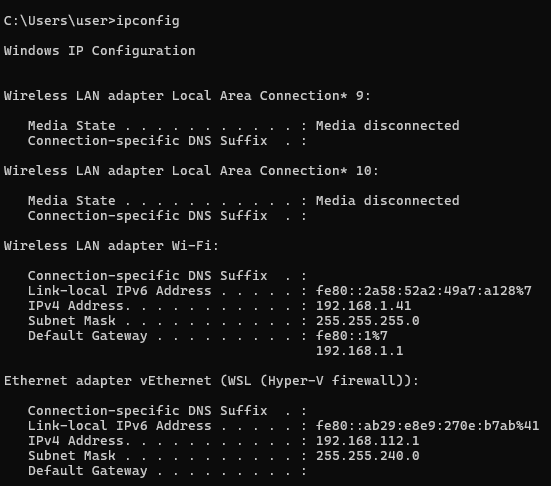 C:\Users\user>ipconfig
Windows IP Configuration
Wireless LAN adapter Local Area Connection* 9:
   Media State . . . . . . . . . . . : Media disconnected
   Connection-specific DNS Suffix  . :
Wireless LAN adapter Local Area Connection* 10:
   Media State . . . . . . . . . . . : Media disconnected
   Connection-specific DNS Suffix  . :
Wireless LAN adapter Wi-Fi:
   Connection-specific DNS Suffix  . :
   Link-local IPv6 Address . . . . . : fe80::2a58:52a2:49a7:a128%7
   IPv4 Address. . . . . . . . . . . : 192.168.1.41
   Subnet Mask . . . . . . . . . . . : 255.255.255.0
   Default Gateway . . . . . . . . . : fe80::1%7
                                       192.168.1.1
Ethernet adapter vEthernet (WSL (Hyper-V firewall)):
   Connection-specific DNS Suffix  . :
   Link-local IPv6 Address . . . . . : fe80::ab29:e8e9:270e:b7ab%41
   IPv4 Address. . . . . . . . . . . : 192.168.112.1
   Subnet Mask . . . . . . . . . . . : 255.255.240.0
   Default Gateway . . . . . . . . . :